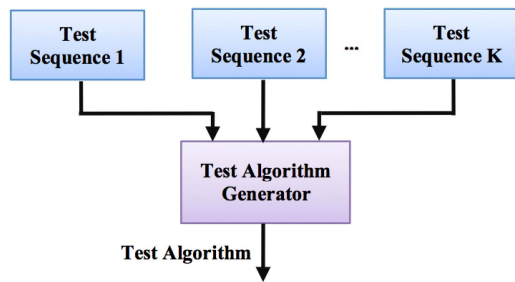 Test
Sequence 1
Test
Sequence 2
...
Test
Sequence K
Test Algorithm
Generator
Test Algorithm